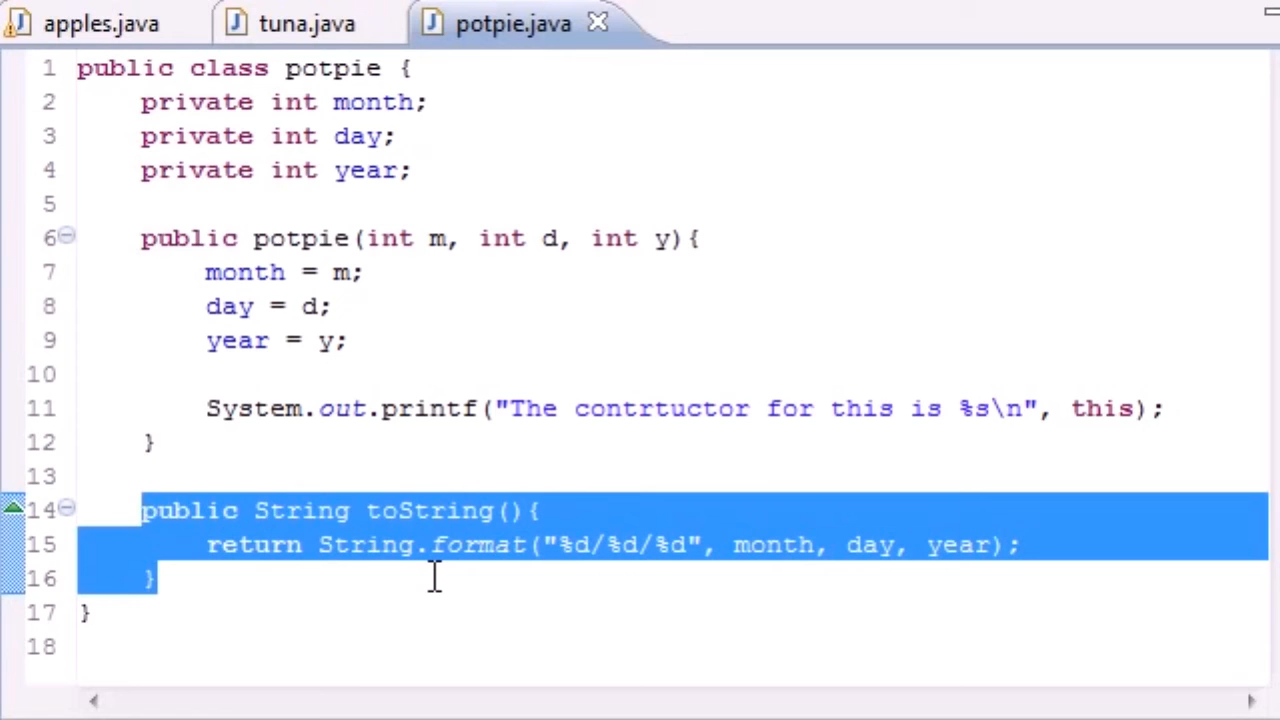 apples.java tuna.java potpie.java
1 public class potpie {
2 private int month;
3 private int day;
4 private int year;
5
6 public potpie(int m, int d, int y){
7 month = m;
8 day = d;
9 year = y;
10
11 System.out.printf("The contrtuctor for this is %s\n", this);
12 }
13
14 public String toString(){
15 return String.format("%d/%d/%d", month, day, year);
16 }
17 }
18